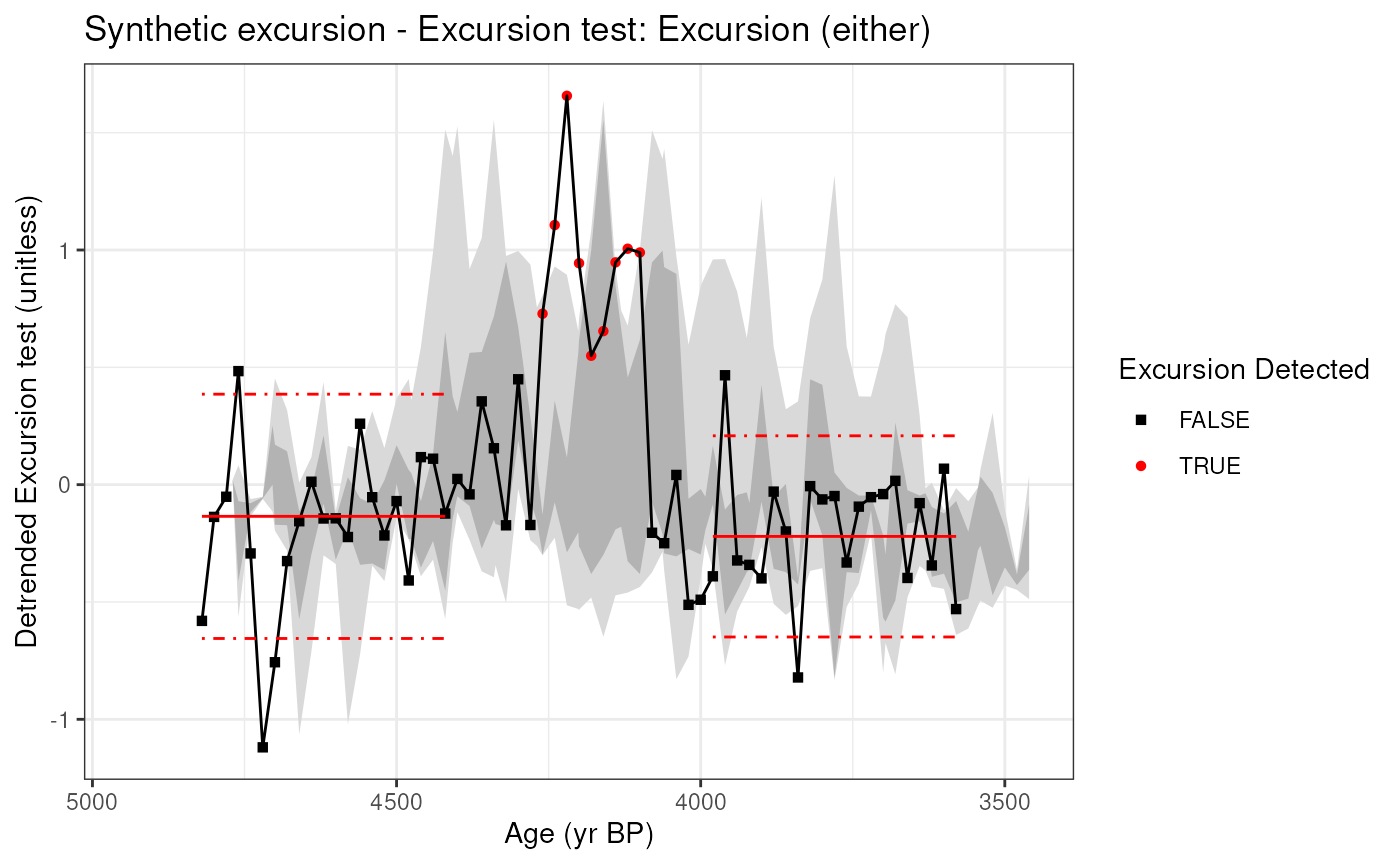 Synthetic excursion - Excursion test: Excursion (either)
Detrended Excursion test (unitless)
1
0
-1
5000
4500
4000
3500
Age (yr BP)
Excursion Detected
FALSE
TRUE